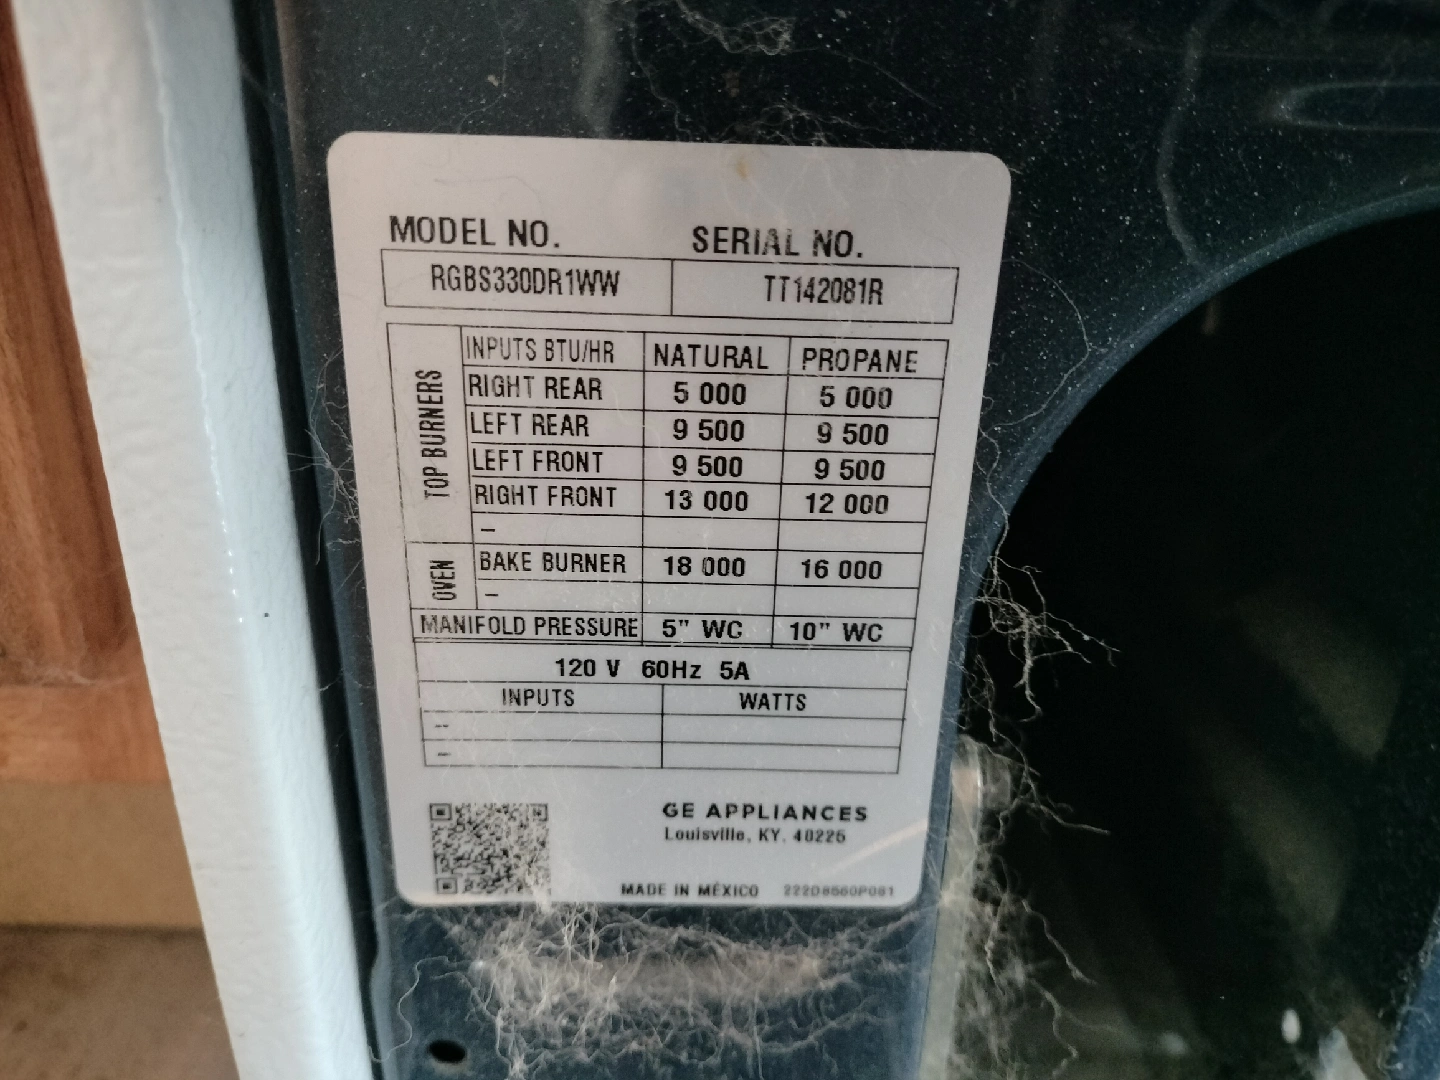 MODEL NO. SERIAL NO.
RGBS330DR1WW TT142081R
TOP BURNERS
INPUTS BTU/HR NATURAL PROPANE
RIGHT REAR 5 000 5 000
LEFT REAR 9 500 9 500
LEFT FRONT 9 500 9 500
RIGHT FRONT 13 000 12 000
–
OVEN
BAKE BURNER 18 000 16 000
–
MANIFOLD PRESSURE 5" WC 10" WC
120 V 60Hz 5A
INPUTS WATTS
--
–
GE APPLIANCES
Louisville, KY, 40225
MADE IN MÉXICO